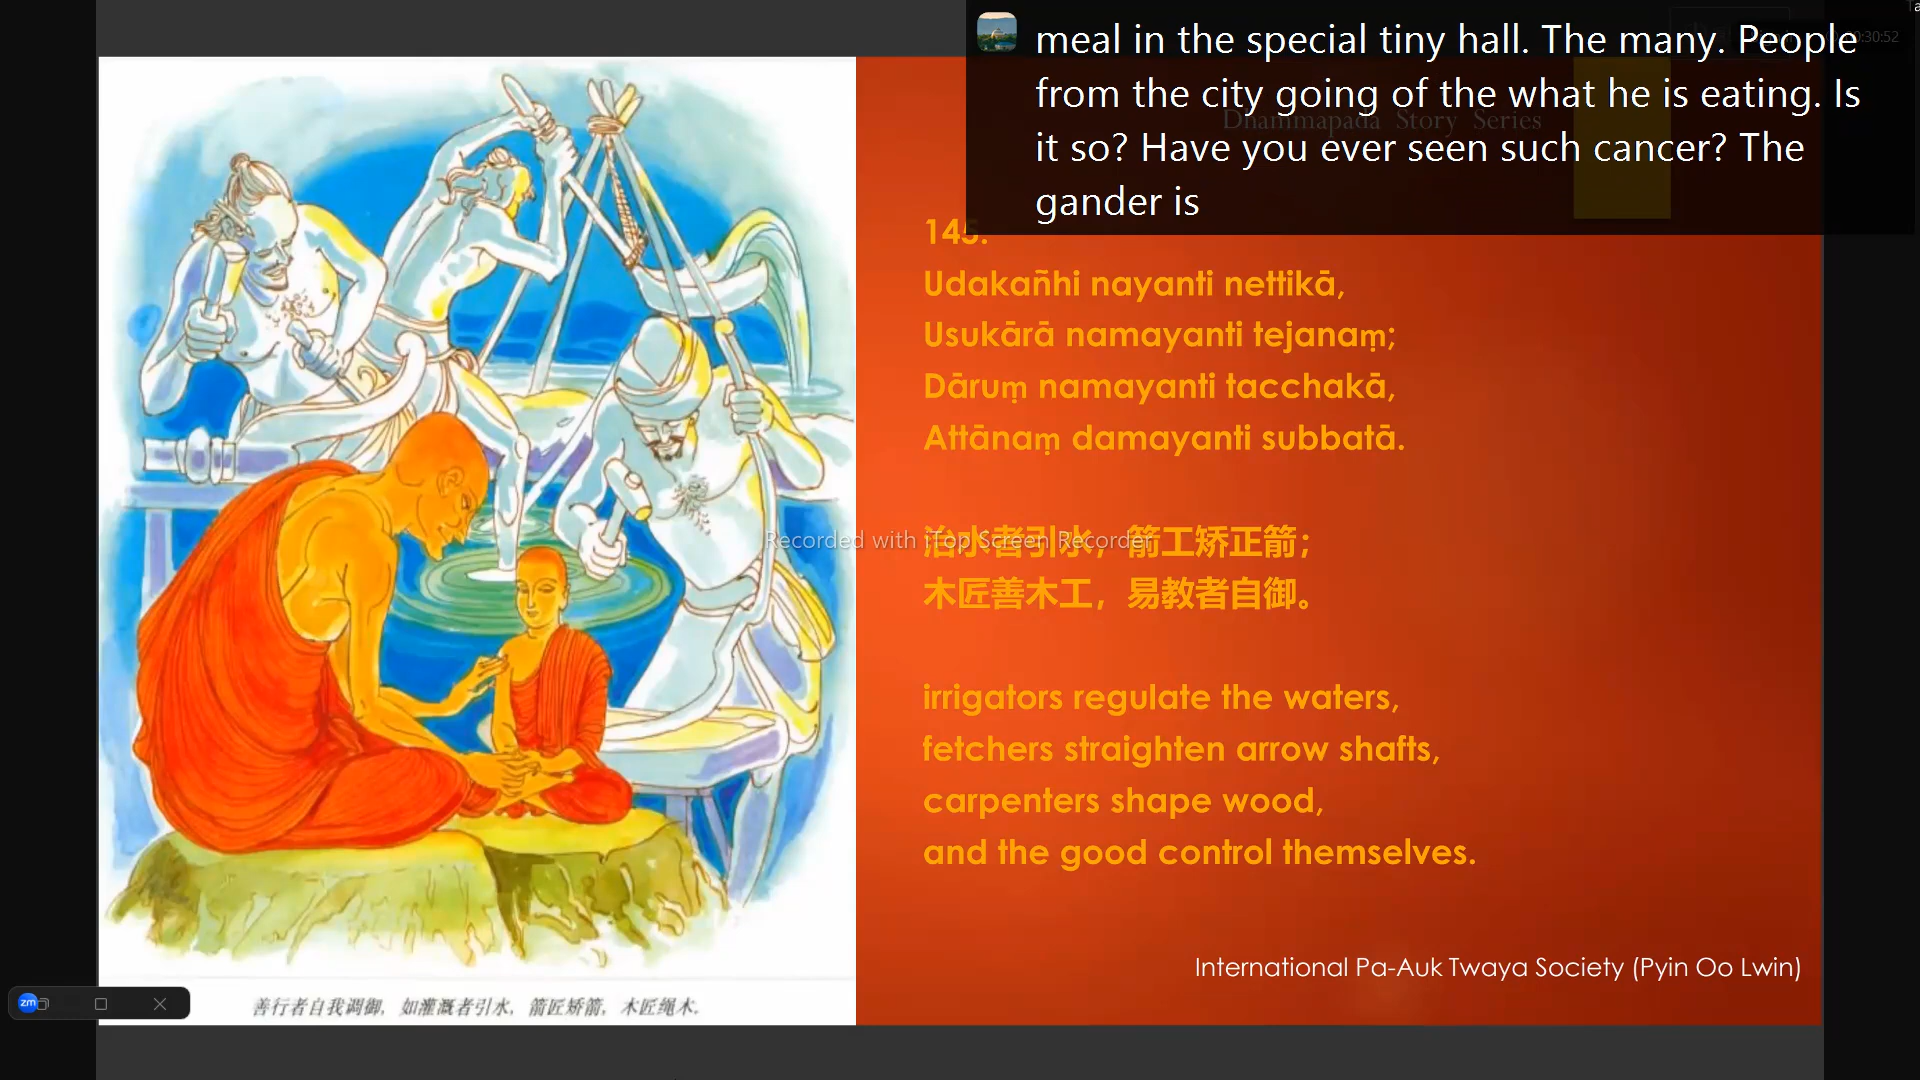 meal in the special tiny hall. The many. People
from the city going of the what he is eating. Is
it so? Have you ever seen such cancer? The
gander is
Dhammapada Story Series
145.
Udakañhi nayanti nettikā,
Usukārā namayanti tejanaṃ;
Dāruṃ namayanti tacchakā,
Attānaṃ damayanti subbatā.
Recorded with iTop Screen Recorder
治水者引水，箭工矫正箭；
木匠善木工，易教者自御。
irrigators regulate the waters,
fetchers straighten arrow shafts,
carpenters shape wood,
and the good control themselves.
International Pa-Auk Twaya Society (Pyin Oo Lwin)
zm
善行者自我调御，如灌溉者引水，箭匠矫箭，木匠绳木.